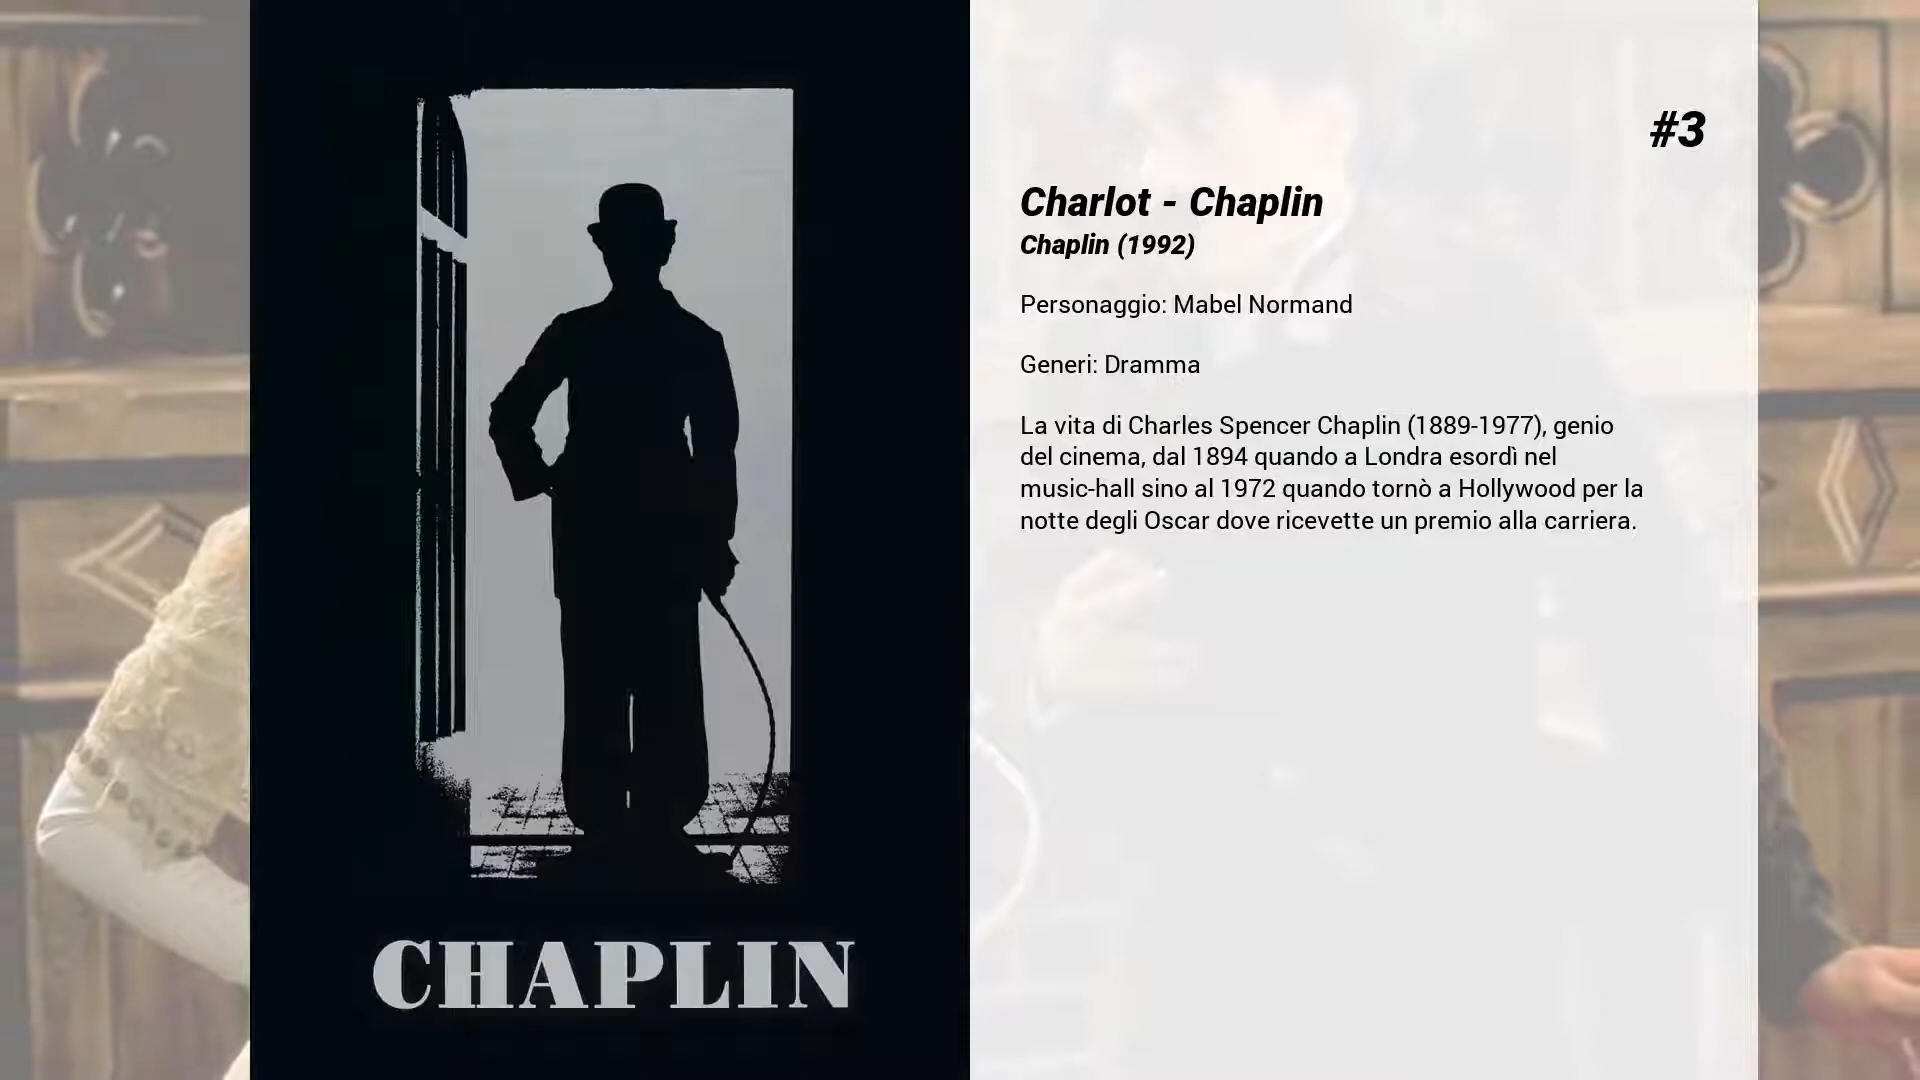 CHAPLIN
#3
Charlot - Chaplin
Chaplin (1992)
Personaggio: Mabel Normand
Generi: Dramma
La vita di Charles Spencer Chaplin (1889-1977), genio
del cinema, dal 1894 quando a Londra esordì nel
music-hall sino al 1972 quando tornò a Hollywood per la
notte degli Oscar dove ricevette un premio alla carriera.